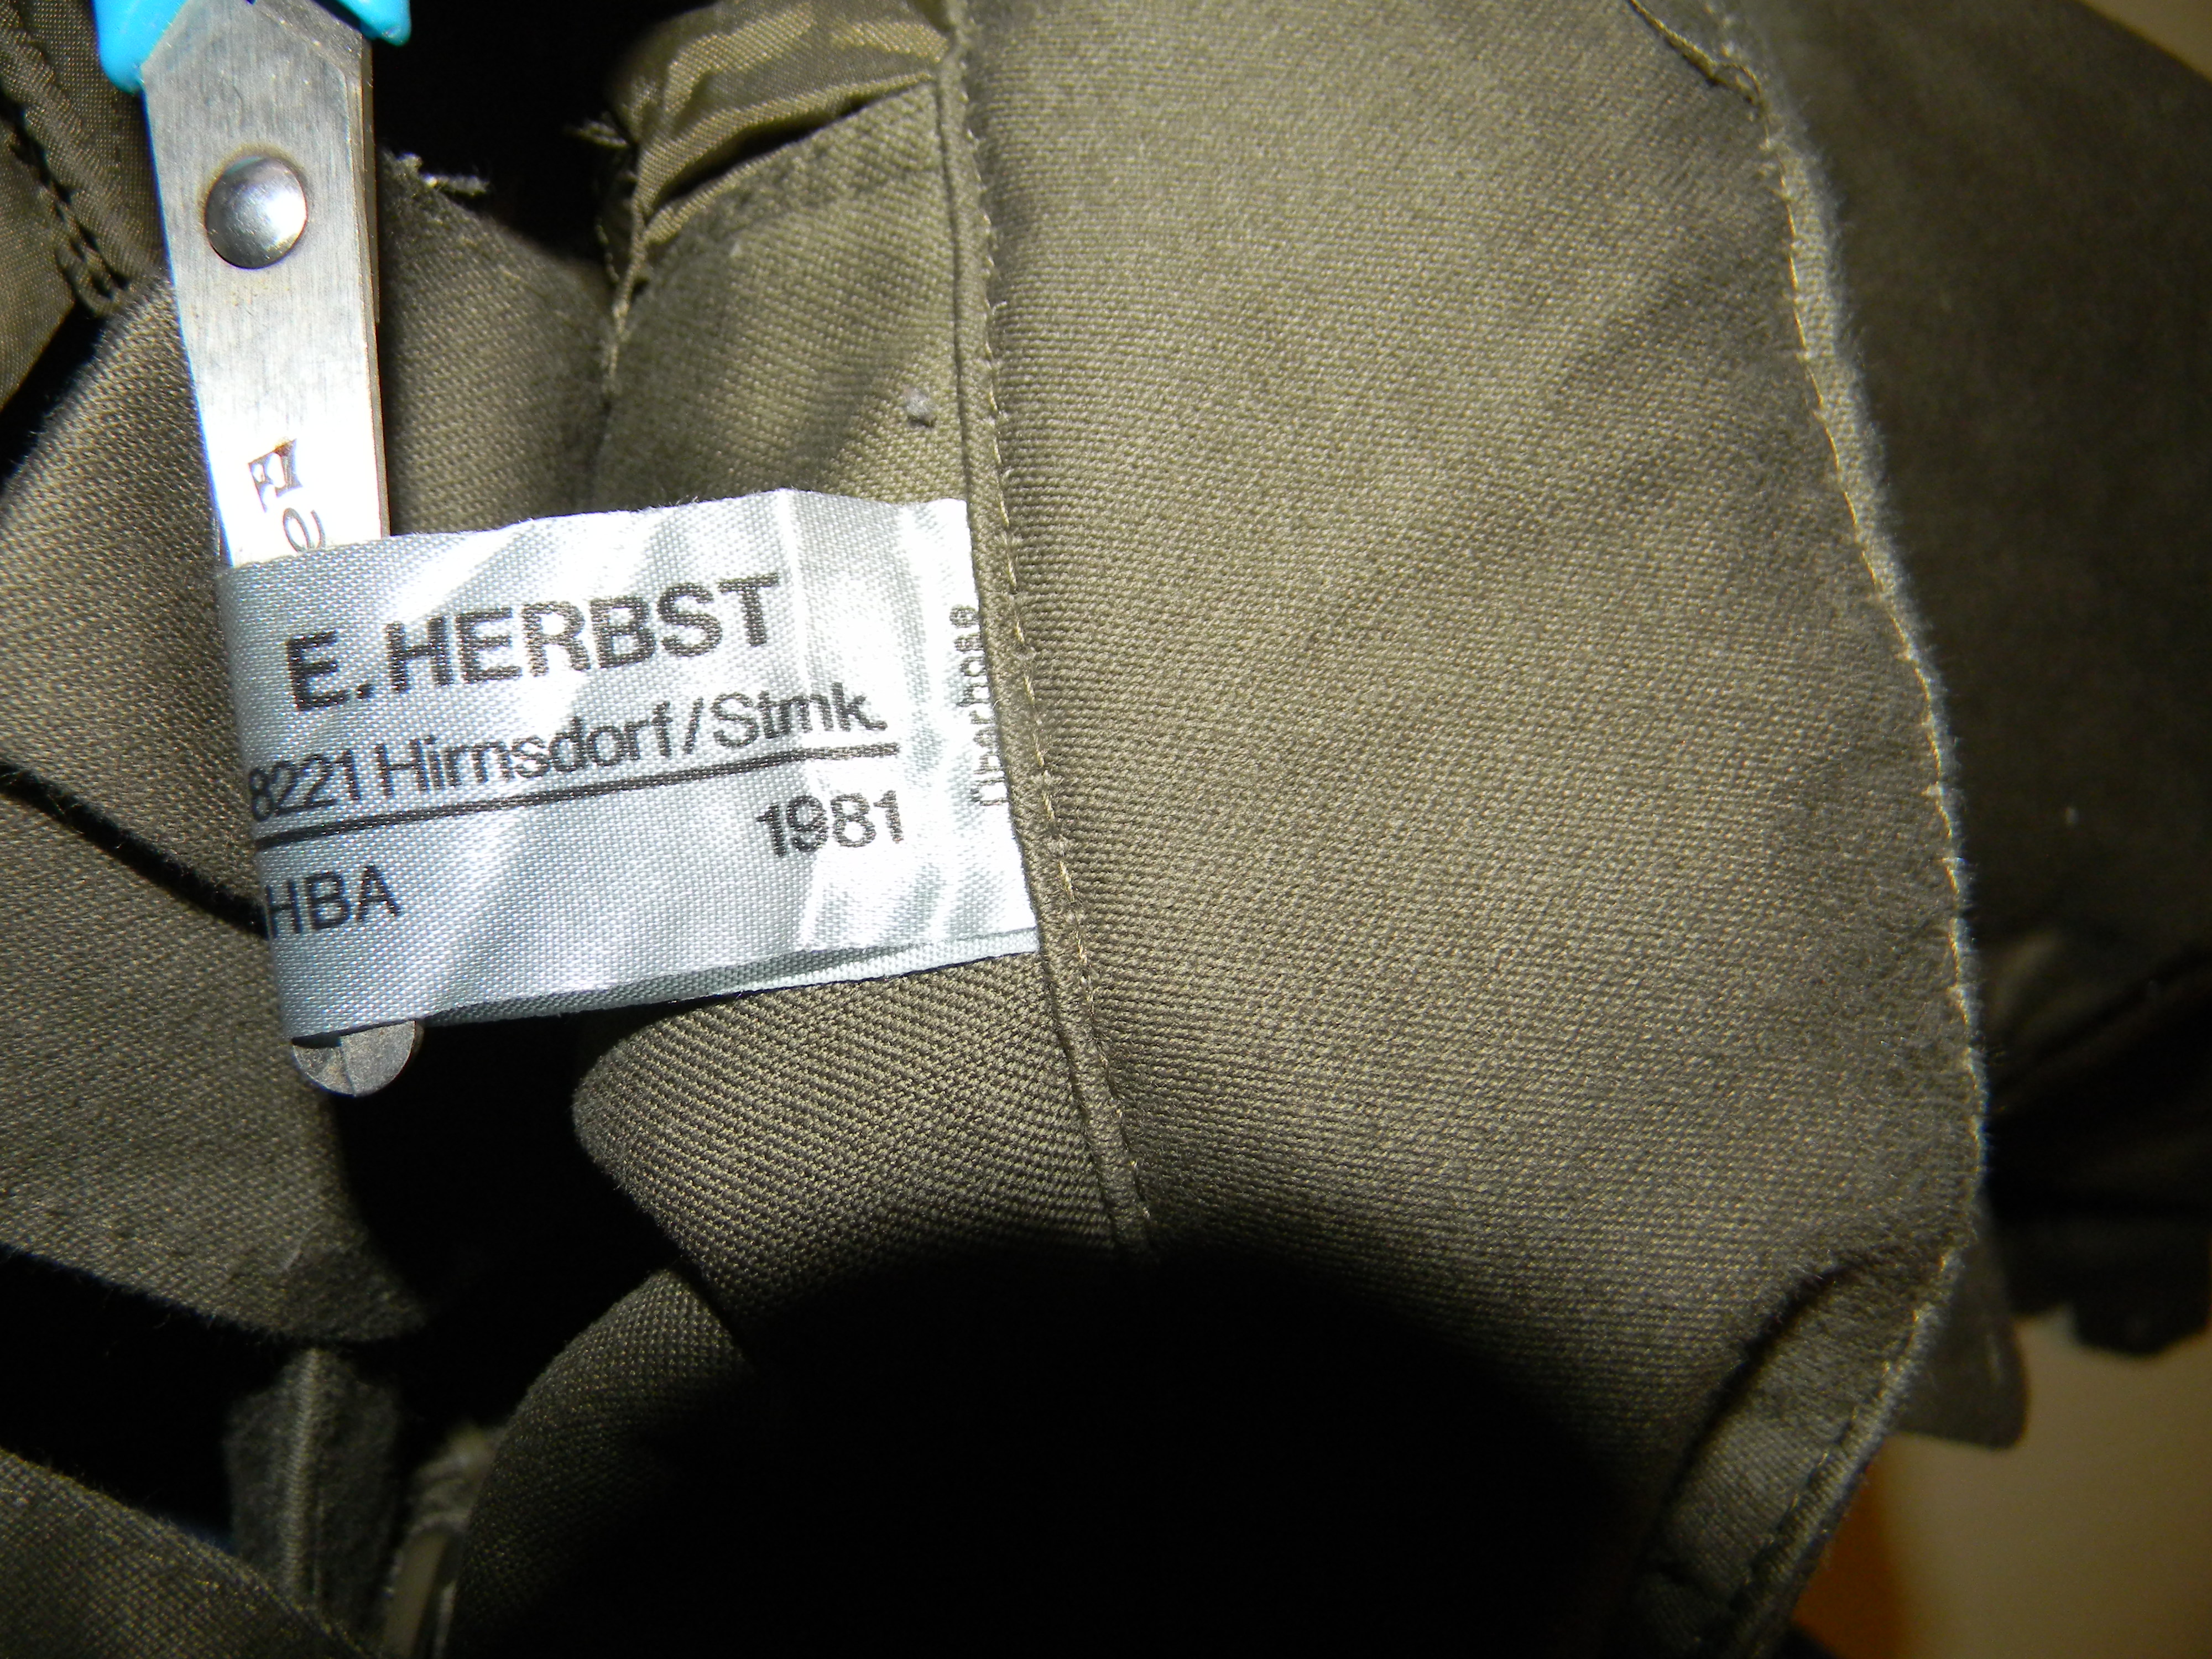 E. HERBST
8221 Hirnsdorf/Stmk.
1981
HBA